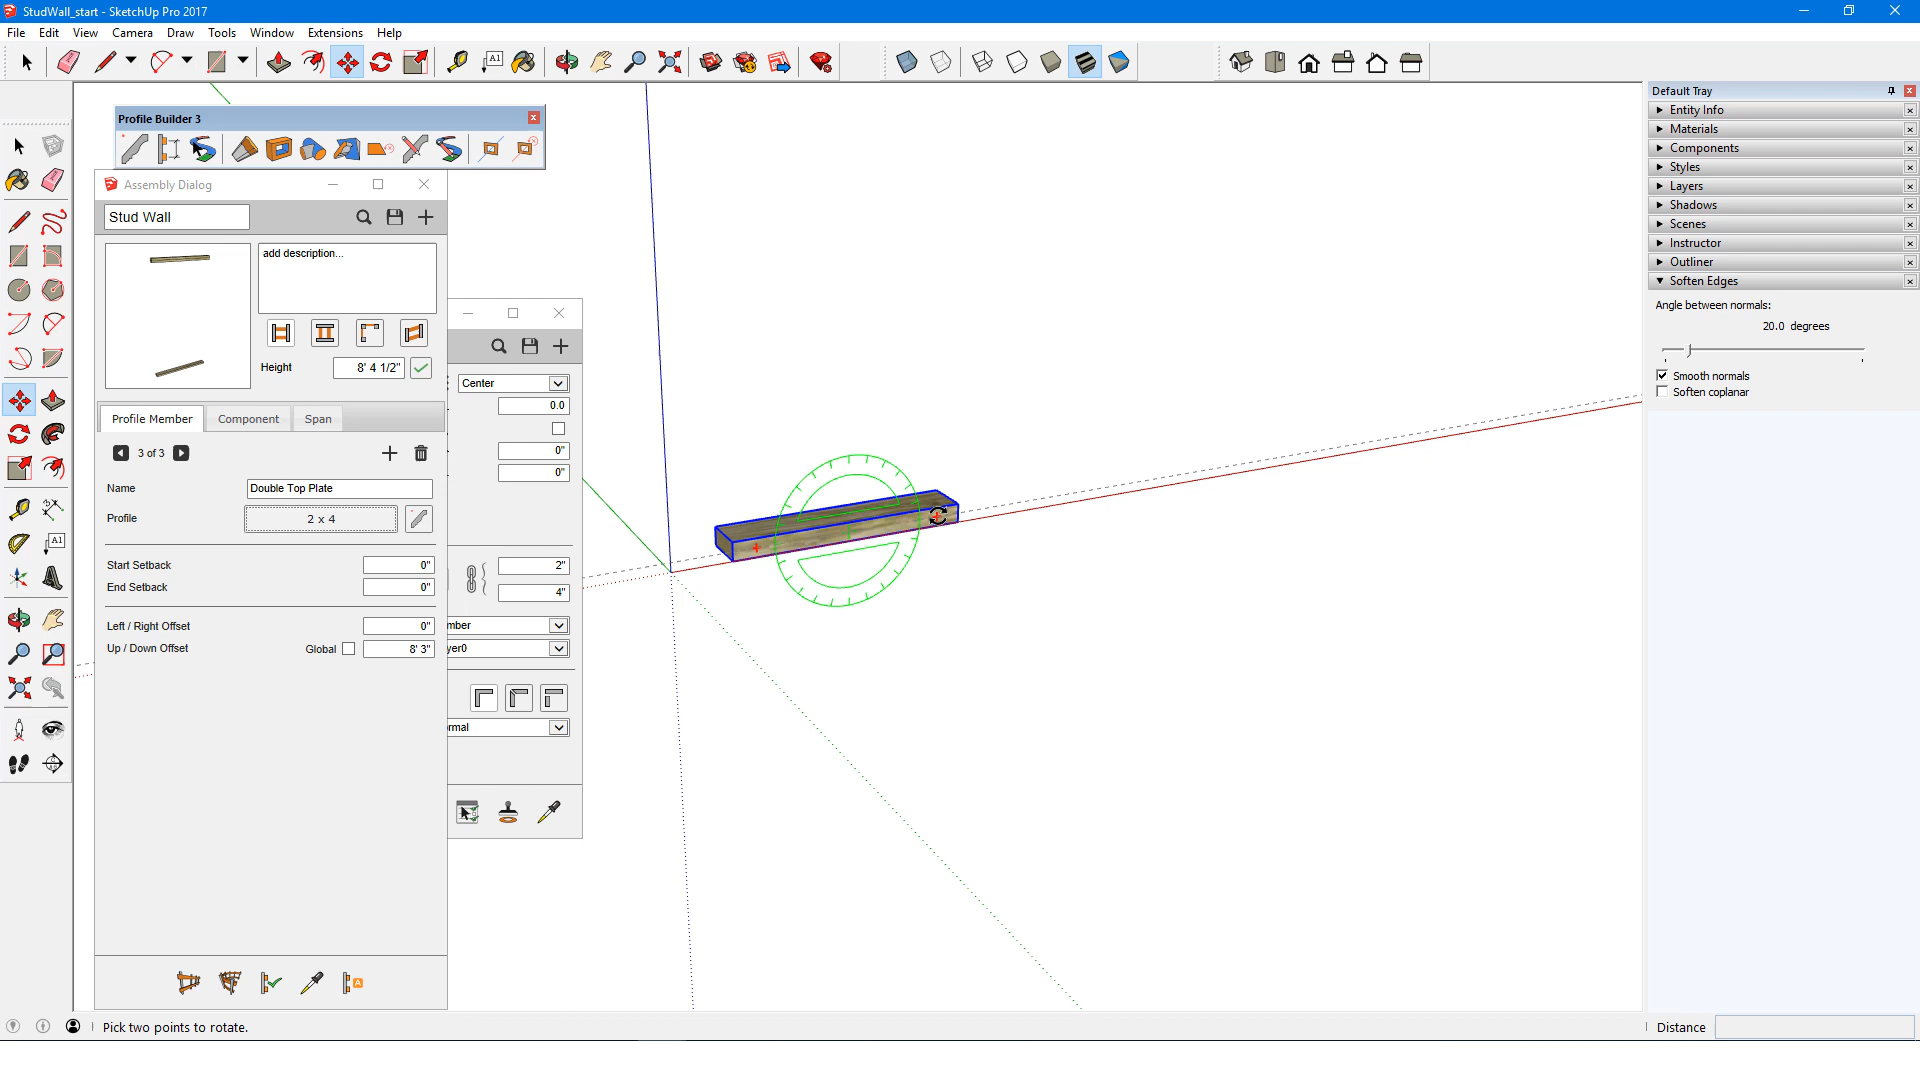 StudWall_start - SketchUp Pro 2017
File Edit View Camera Draw Tools Window Extensions Help
A1
Default Tray
Entity Info
Materials
Components
Styles
Layers
Shadows
Scenes
Instructor
Outliner
Soften Edges
Angle between normals:
20.0 degrees
Smooth normals
Soften coplanar
Profile Builder 3
Assembly Dialog
Stud Wall
add description...
Height 8' 4 1/2"
Profile Member Component Span
3 of 3
Name Double Top Plate
Profile 2 x 4
Start Setback 0"
End Setback 0"
Left / Right Offset 0"
Up / Down Offset Global 8' 3"
A
Center
0.0
0"
0"
2"
4"
mber
yer0
rmal
A1
Pick two points to rotate.
Distance